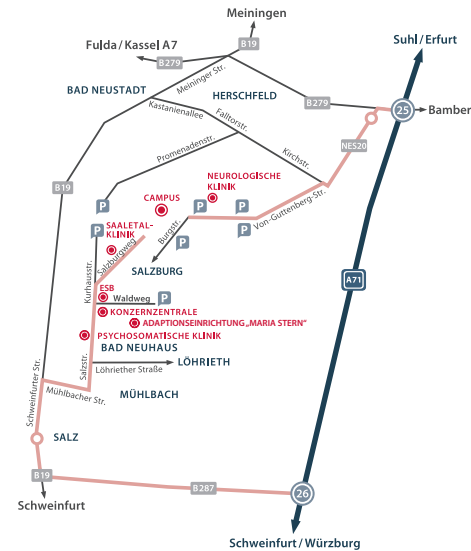 Meiningen
B19
Suhl/Erfurt
Fulda/Kassel A7
B279
Meininger Str.
BAD NEUSTADT
HERSCHFELD
B279
25
Bamber
Kastanienallee
Falltorstr.
NES20
Promenadenstr.
Kirchstr.
B19
NEUROLOGISCHE
KLINIK
CAMPUS
P
P
P
Von-Guttenberg-Str.
SAALETAL-
KLINIK
P
P
P
Burgstr.
Salzburgweg
SALZBURG
Kurhausstr.
A71
ESB
Waldweg
P
KONZERNZENTRALE
ADAPTIONSEINRICHTUNG „MARIA STERN“
PSYCHOSOMATISCHE KLINIK
BAD NEUHAUS
LÖHRIETH
Löhriether Straße
Salzstr.
Schweinfurter Str.
Mühlbacher Str.
MÜHLBACH
SALZ
B19
B287
26
Schweinfurt
Schweinfurt/Würzburg